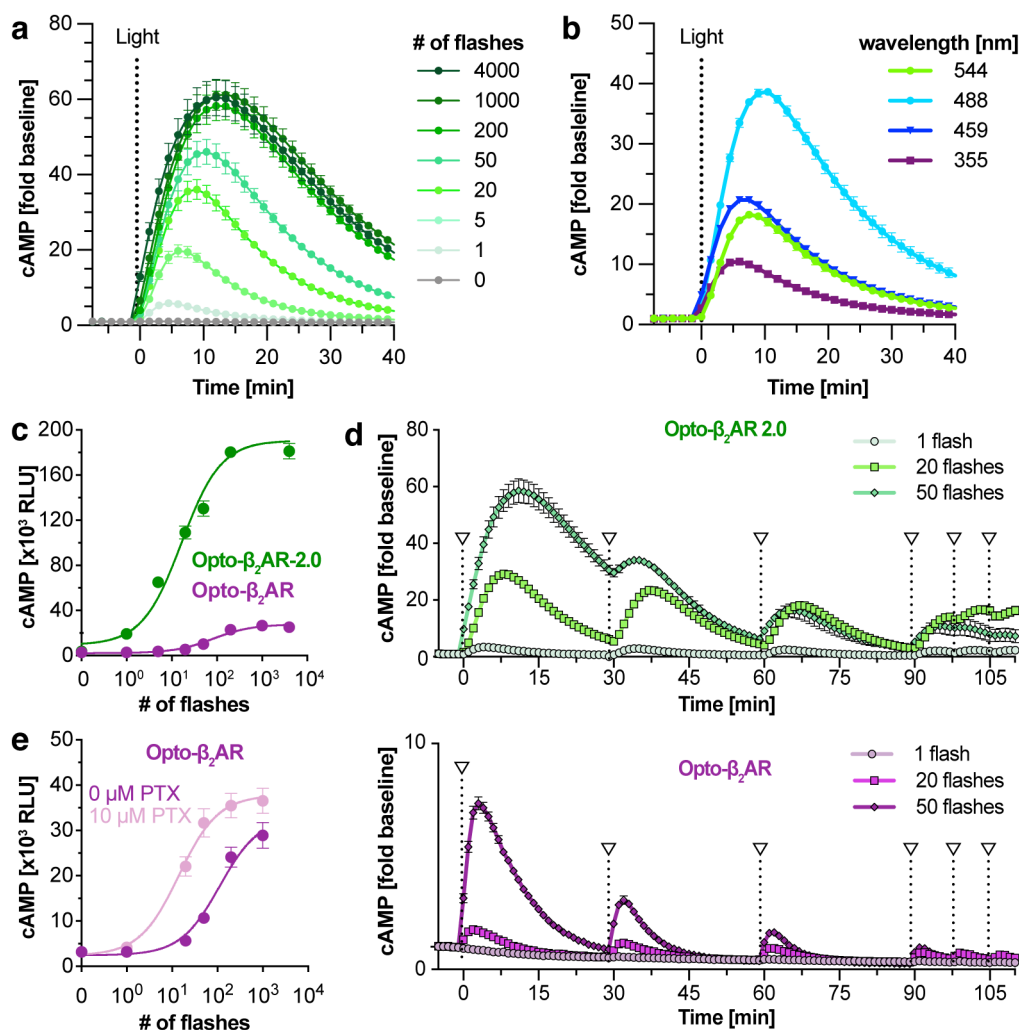 a
Light
# of flashes
4000
1000
200
50
20
5
1
0
80
60
40
20
0
cAMP [fold baseline]
0 10 20 30 40
Time [min]
b
Light
wavelength [nm]
544
488
459
355
50
40
30
20
10
0
cAMP [fold basleine]
0 10 20 30 40
Time [min]
c
200
160
120
80
40
0
cAMP [x10³ RLU]
Opto-β₂AR-2.0
Opto-β₂AR
10⁰ 10¹ 10² 10³ 10⁴
# of flashes
d
Opto-β₂AR 2.0
1 flash
20 flashes
50 flashes
80
60
40
20
0
cAMP [fold baseline]
0 15 30 45 60 75 90 105
Time [min]
e
Opto-β₂AR
50
40
30
20
10
0
cAMP [x10³ RLU]
0 µM PTX
10 µM PTX
10⁰ 10¹ 10² 10³ 10⁴
# of flashes
Opto-β₂AR
1 flash
20 flashes
50 flashes
10
1
0
cAMP [fold baseline]
0 15 30 45 60 75 90 105
Time [min]